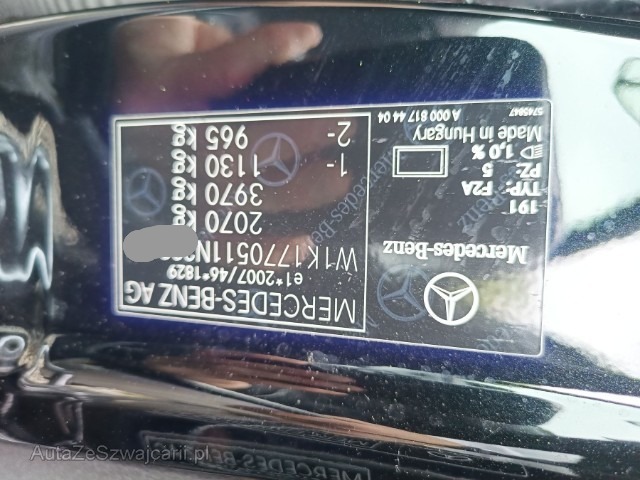 MERCEDES-BENZ AG
e1*2007/46*1829
W1K1770511N
2070 kg
3970 kg
1- 1130 kg
2- 965 kg
Mercedes-Benz
191
TYP: F2A
PZ: 5
1,0 %
Made in Hungary
A 000 817 44 04
5745947
AutaZeSzwajcarii.pl